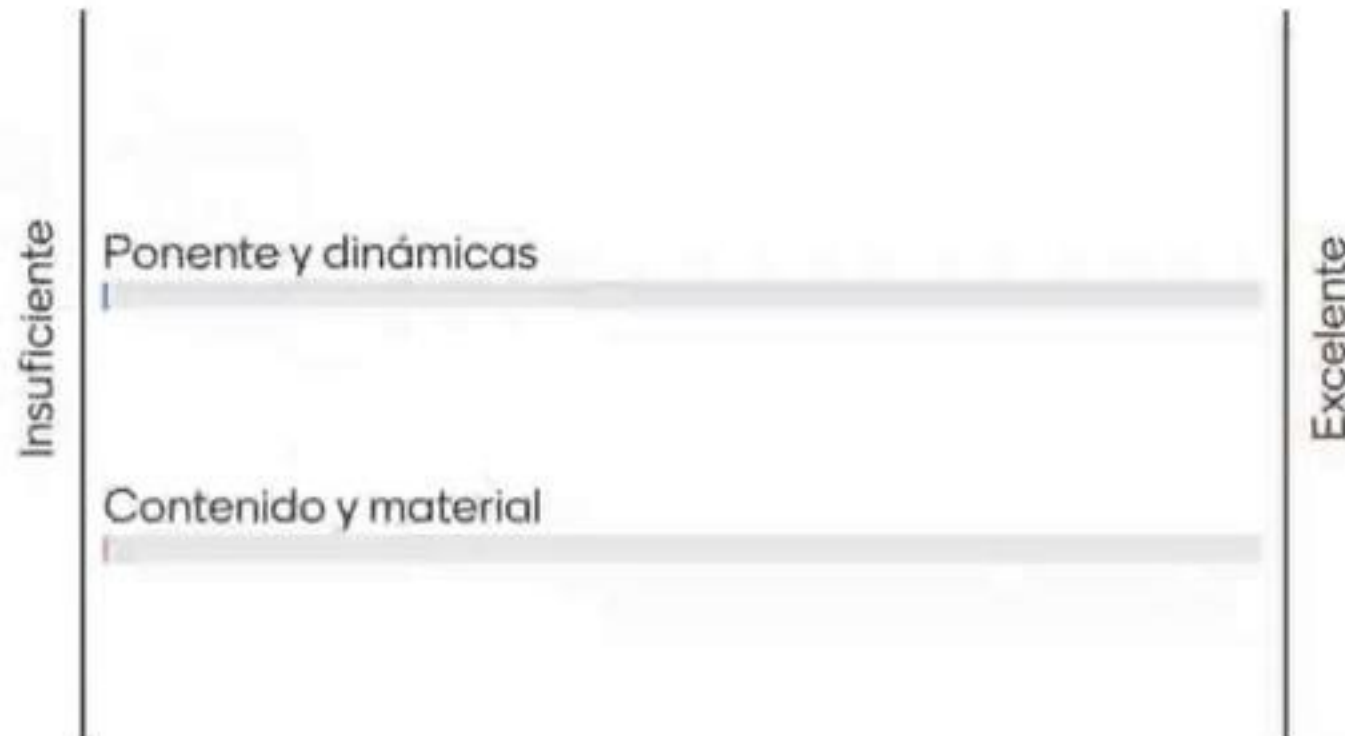 Insuficiente
Ponente y dinámicas
Contenido y material
Excelente